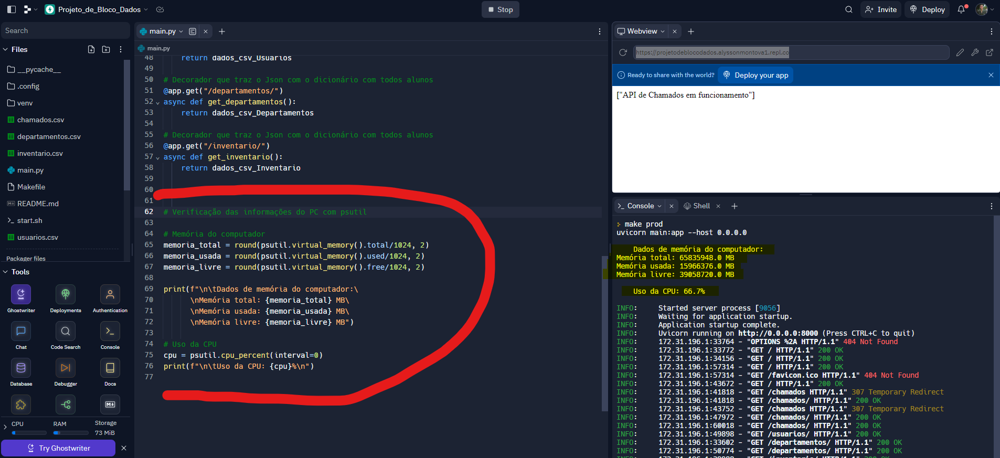 Projeto_de_Bloco_Dados
Stop
Invite
Deploy
Search
Files
__pycache__
.config
venv
chamados.csv
departamentos.csv
inventario.csv
main.py
Makefile
README.md
start.sh
usuarios.csv
Packager files
Tools
Ghostwriter
Deployments
Authentication
Chat
Code Search
Console
Database
Debugger
Docs
CPU
RAM
Storage
73 MiB
Try Ghostwriter
main.py
main.py
48 return dados_csv_Usuarios
49
50 # Decorador que traz o Json com o dicionário com todos alunos
51 @app.get("/departamentos/")
52 async def get_departamentos():
53 return dados_csv_Departamentos
54
55 # Decorador que traz o Json com o dicionário com todos alunos
56 @app.get("/inventario/")
57 async def get_inventario():
58 return dados_csv_Inventario
59
60
61
62 # Verificação das informações do PC com psutil
63
64 # Memória do computador
65 memoria_total = round(psutil.virtual_memory().total/1024, 2)
66 memoria_usada = round(psutil.virtual_memory().used/1024, 2)
67 memoria_livre = round(psutil.virtual_memory().free/1024, 2)
68
69 print(f"\n\tDados de memória do computador:\
70 \nMemória total: {memoria_total} MB\
71 \nMemória usada: {memoria_usada} MB\
72 \nMemória livre: {memoria_livre} MB")
73
74 # Uso da CPU
75 cpu = psutil.cpu_percent(interval=0)
76 print(f"\n\tUso da CPU: {cpu}%\n")
77
Webview
https://projetodeblocodados.alyssonmontova1.repl.co
Ready to share with the world?
Deploy your app
["API de Chamados em funcionamento"]
Console
Shell
make prod
uvicorn main:app --host 0.0.0.0
Dados de memória do computador:
Memória total: 65835948.0 MB
Memória usada: 15966376.0 MB
Memória livre: 39058720.0 MB
Uso da CPU: 66.7%
INFO: Started server process [9056]
INFO: Waiting for application startup.
INFO: Application startup complete.
INFO: Uvicorn running on http://0.0.0.0:8000 (Press CTRL+C to quit)
INFO: 172.31.196.1:33764 - "OPTIONS %2A HTTP/1.1" 404 Not Found
INFO: 172.31.196.1:33772 - "GET / HTTP/1.1" 200 OK
INFO: 172.31.196.1:34156 - "GET / HTTP/1.1" 200 OK
INFO: 172.31.196.1:57314 - "GET / HTTP/1.1" 200 OK
INFO: 172.31.196.1:57314 - "GET /favicon.ico HTTP/1.1" 404 Not Found
INFO: 172.31.196.1:43672 - "GET / HTTP/1.1" 200 OK
INFO: 172.31.196.1:41818 - "GET /chamados HTTP/1.1" 307 Temporary Redirect
INFO: 172.31.196.1:41818 - "GET /chamados/ HTTP/1.1" 200 OK
INFO: 172.31.196.1:43752 - "GET /chamados HTTP/1.1" 307 Temporary Redirect
INFO: 172.31.196.1:47972 - "GET /chamados/ HTTP/1.1" 200 OK
INFO: 172.31.196.1:60018 - "GET /chamados/ HTTP/1.1" 200 OK
INFO: 172.31.196.1:49898 - "GET /usuarios/ HTTP/1.1" 200 OK
INFO: 172.31.196.1:33602 - "GET /departamentos/ HTTP/1.1" 200 OK
INFO: 172.31.196.1:50774 - "GET /departamentos/ HTTP/1.1" 200 OK